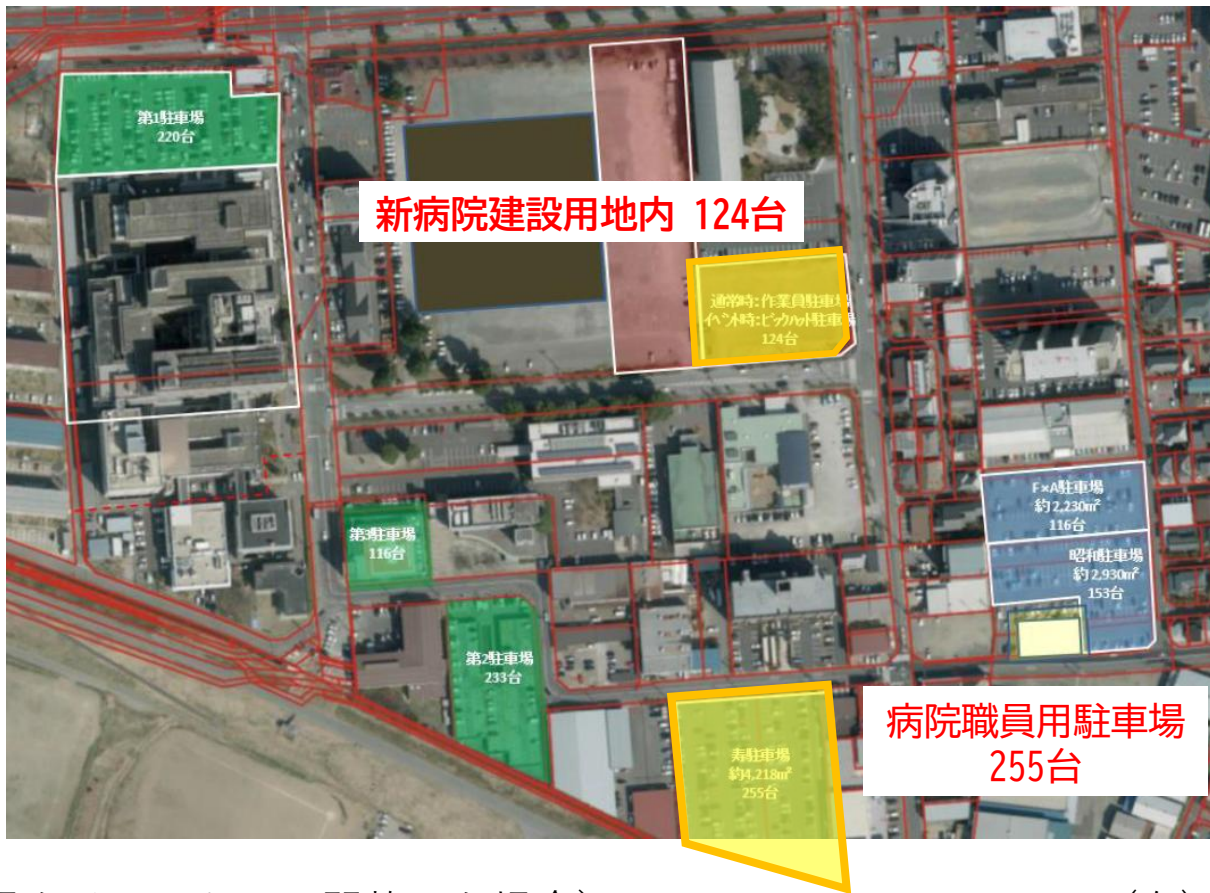 第1駐車場
220台
新病院建設用地内 124台
通常時:作業員駐車場
イベント時:ビックハット駐車場
124台
F×A駐車場
約2,230㎡
116台
第3駐車場
116台
昭和駐車場
約2,930㎡
153台
第2駐車場
233台
病院職員用駐車場
255台
寿駐車場
約4,218㎡
255台